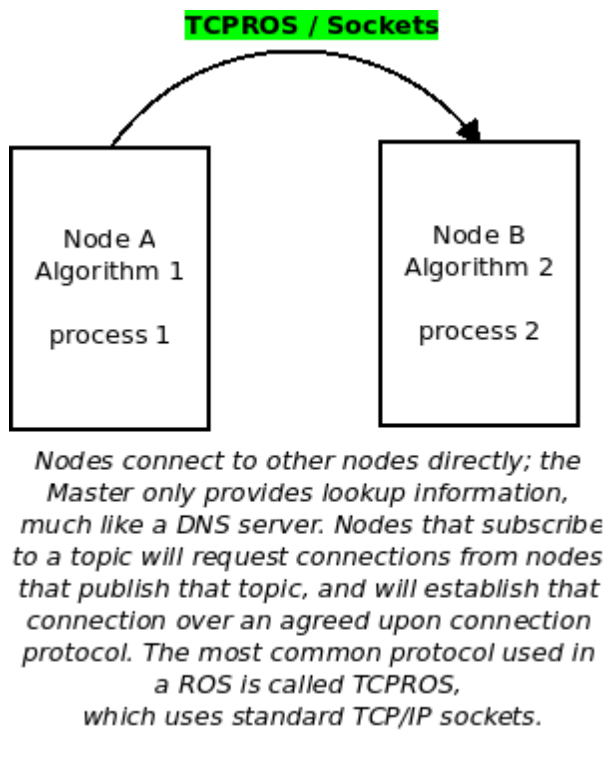 TCPROS / Sockets
Node A
Algorithm 1
process 1
Node B
Algorithm 2
process 2
Nodes connect to other nodes directly; the
Master only provides lookup information,
much like a DNS server. Nodes that subscribe
to a topic will request connections from nodes
that publish that topic, and will establish that
connection over an agreed upon connection
protocol. The most common protocol used in
a ROS is called TCPROS,
which uses standard TCP/IP sockets.